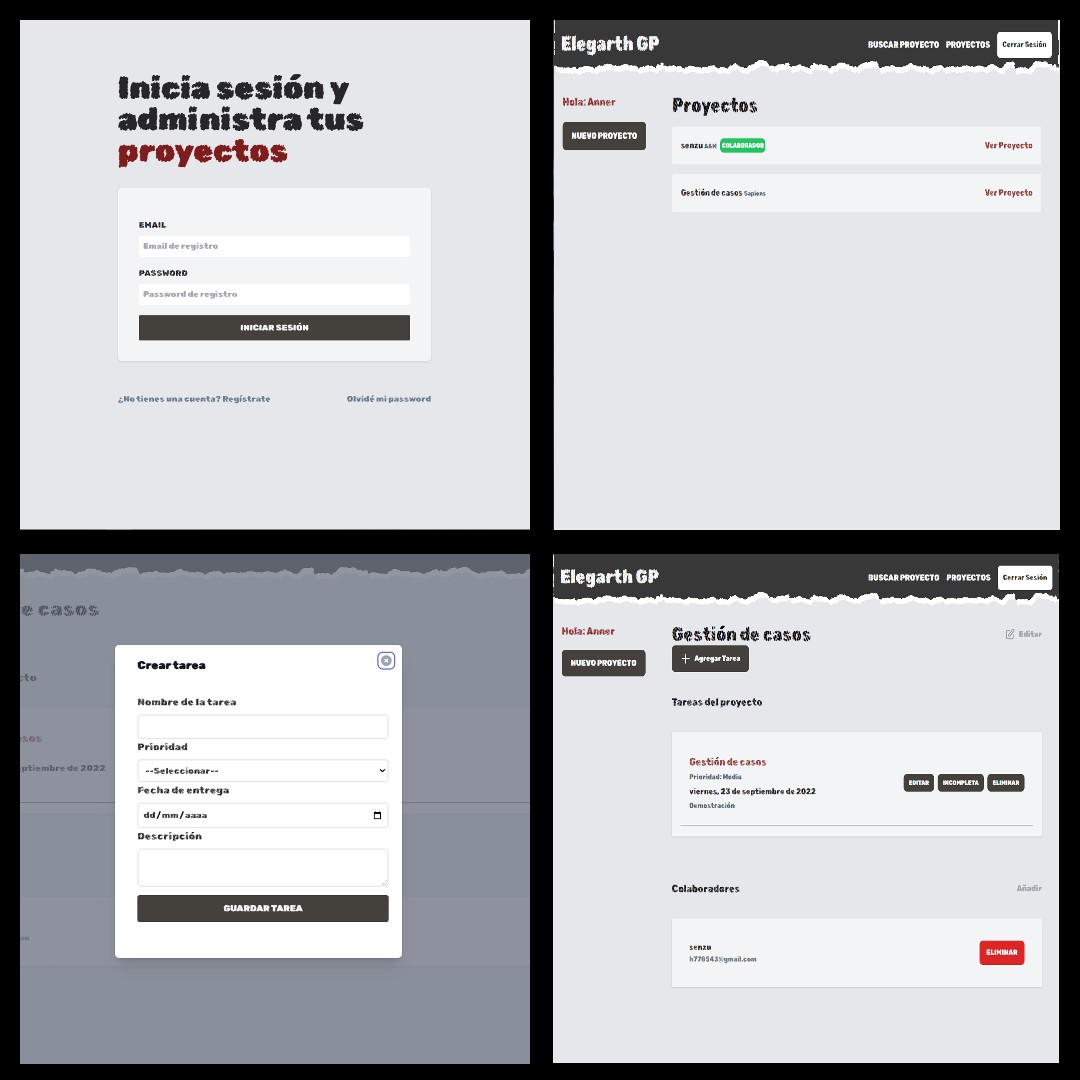 Inicia sesión y
administra tus
proyectos
EMAIL
Email de registro
PASSWORD
Password de registro
INICIAR SESIÓN
¿No tienes una cuenta? Regístrate
Olvidé mi password
Elegarth GP
BUSCAR PROYECTO
PROYECTOS
Cerrar Sesión
Hola: Anner
NUEVO PROYECTO
Proyectos
senzu A&M COLABORADOR
Ver Proyecto
Gestión de casos Sapiens
Ver Proyecto
e casos
cto
asos
eptiembre de 2022
Crear tarea
Nombre de la tarea
Prioridad
--Seleccionar--
Fecha de entrega
dd/mm/aaaa
Descripción
GUARDAR TAREA
Elegarth GP
BUSCAR PROYECTO
PROYECTOS
Cerrar Sesión
Hola: Anner
NUEVO PROYECTO
Gestión de casos
Editar
Agregar Tarea
Tareas del proyecto
Gestión de casos
Prioridad: Media
viernes, 23 de septiembre de 2022
Demostración
EDITAR
INCOMPLETA
ELIMINAR
Colaboradores
Añadir
senzu
h770543@gmail.com
ELIMINAR